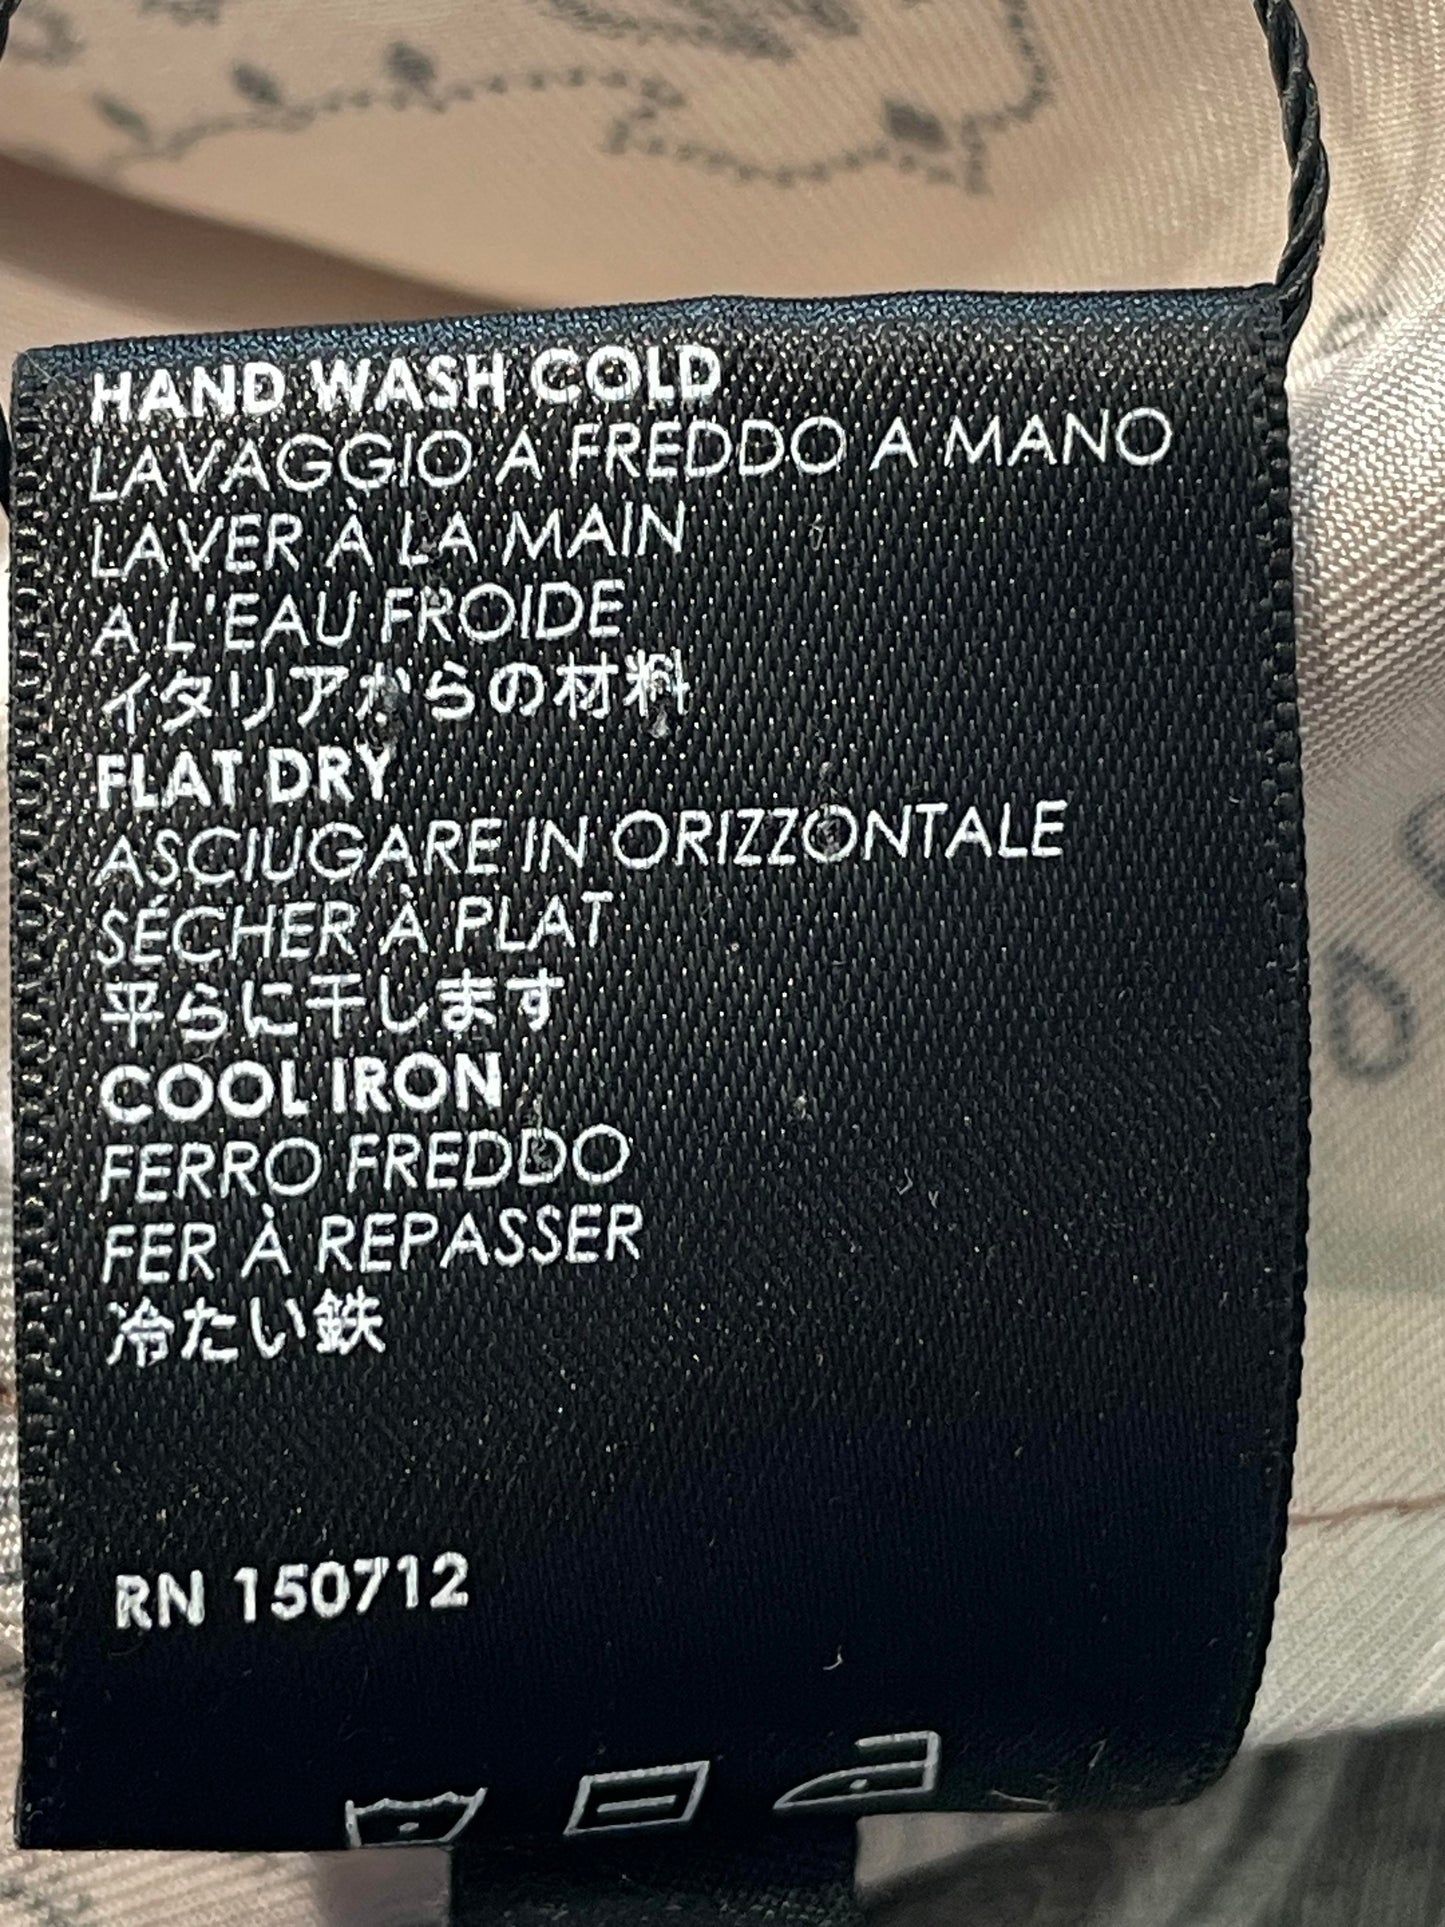 HAND WASH COLD
LAVAGGIO A FREDDO A MANO
LAVER À LA MAIN
A L'EAU FROIDE
イタリアからの材料
FLAT DRY
ASCIUGARE IN ORIZZONTALE
SÉCHER À PLAT
平らに干します
COOL IRON
FERRO FREDDO
FER À REPASSER
冷たい鉄
RN 150712